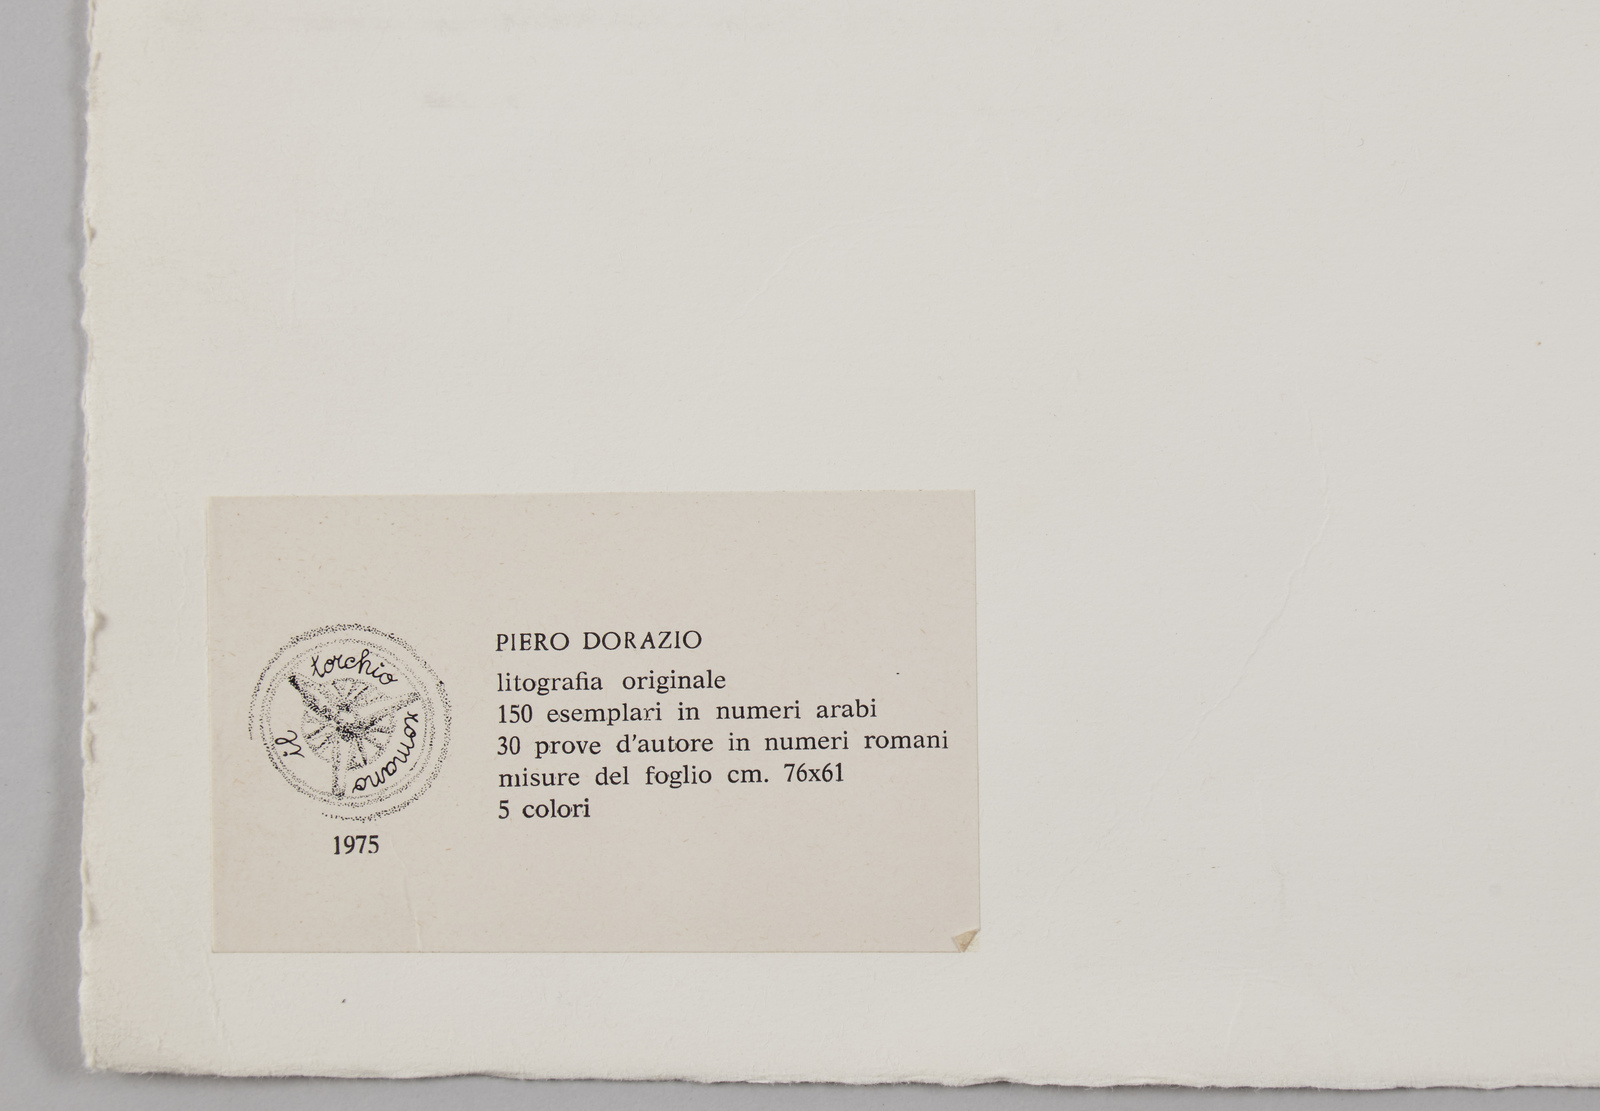 il torchio romano
1975
PIERO DORAZIO
litografia originale
150 esemplari in numeri arabi
30 prove d'autore in numeri romani
misure del foglio cm. 76x61
5 colori